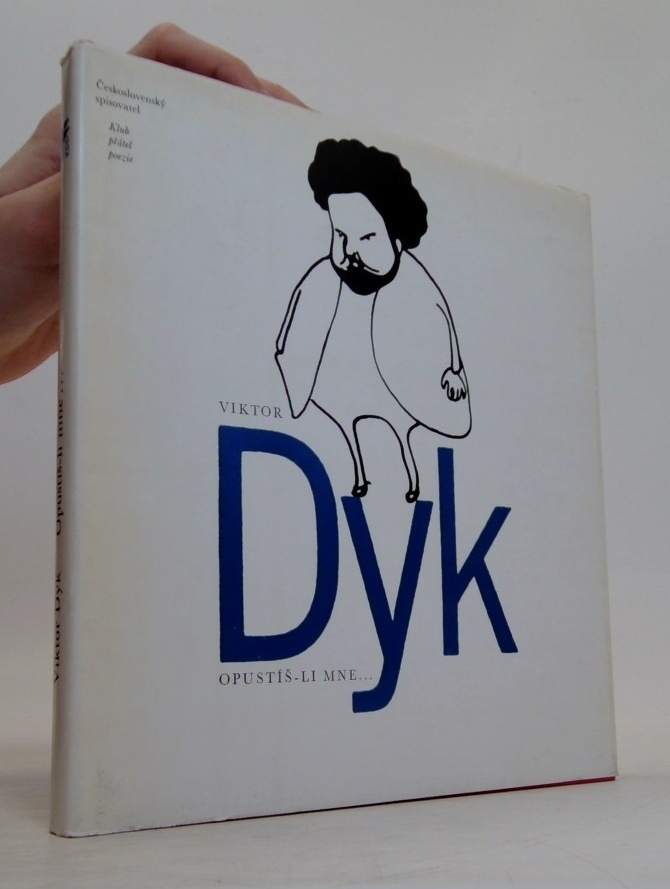 Československý
spisovatel
Klub
přátel
poezie
VIKTOR
Dyk
OPUSTÍŠ-LI MNE...
Viktor Dyk Opustíš-li mne...